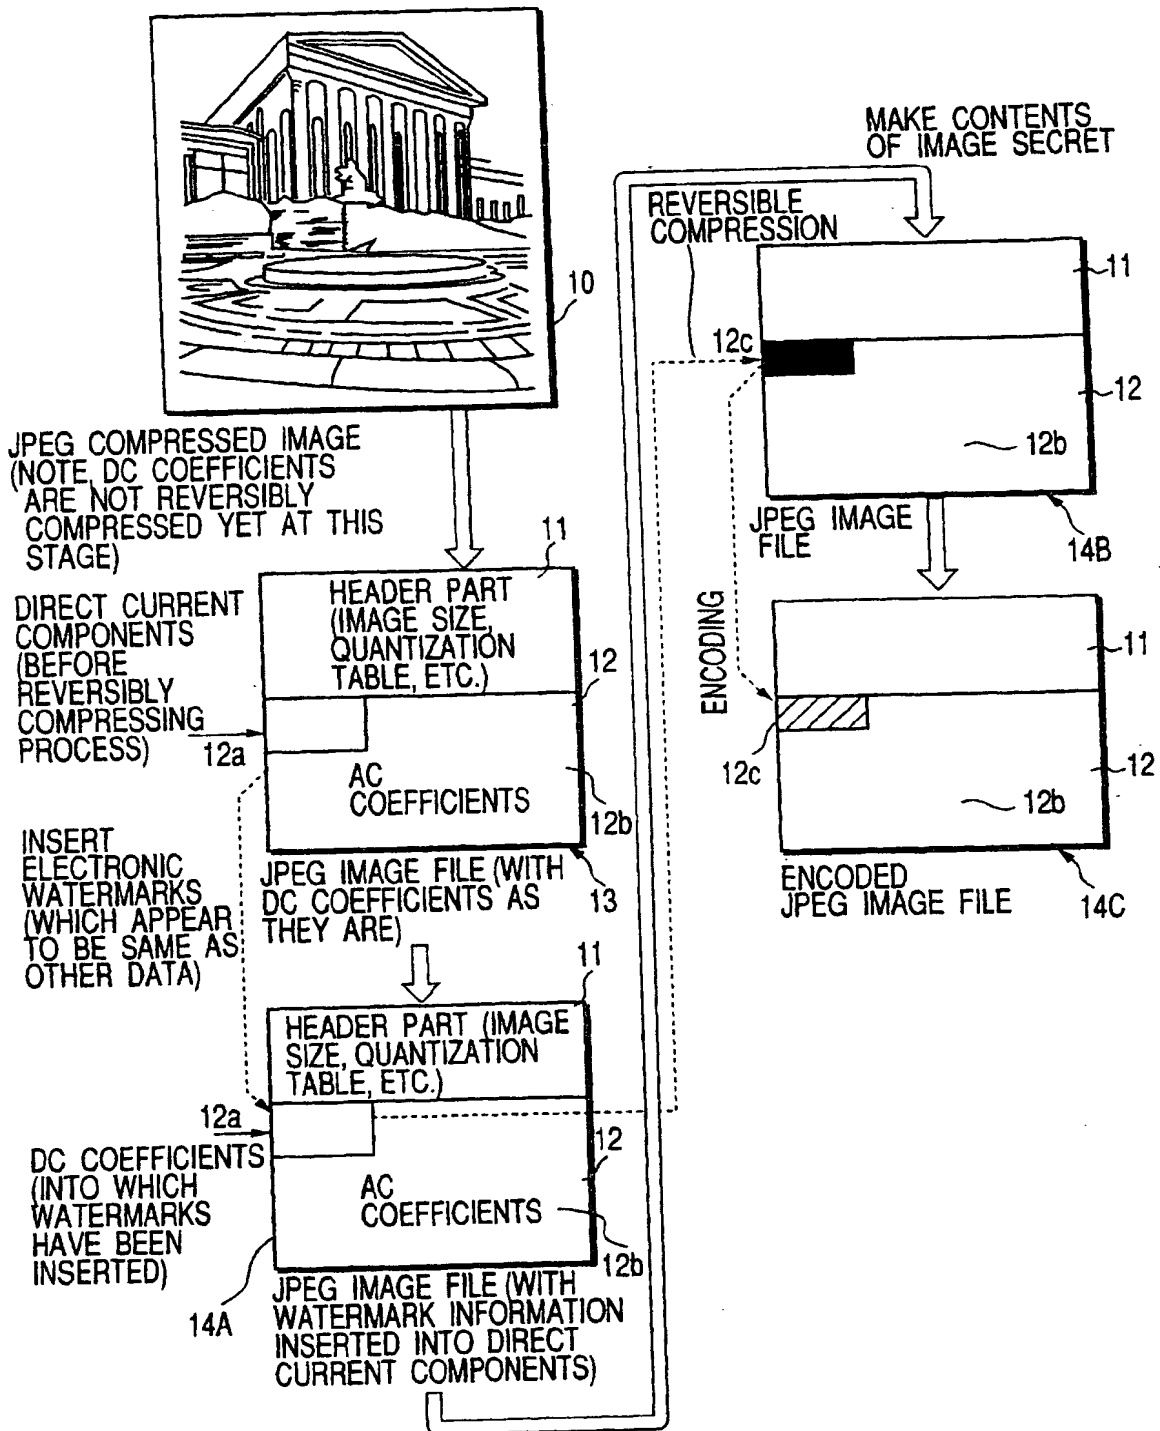 10
JPEG COMPRESSED IMAGE
(NOTE, DC COEFFICIENTS
ARE NOT REVERSIBLY
COMPRESSED YET AT THIS
STAGE)
11
DIRECT CURRENT
COMPONENTS
(BEFORE
REVERSIBLY
COMPRESSING
PROCESS)
12a
HEADER PART
(IMAGE SIZE,
QUANTIZATION
TABLE, ETC.)
12
AC
COEFFICIENTS
12b
INSERT
ELECTRONIC
WATERMARKS
(WHICH APPEAR
TO BE SAME AS
OTHER DATA)
JPEG IMAGE FILE (WITH
DC COEFFICIENTS AS
THEY ARE)
13
11
HEADER PART (IMAGE
SIZE, QUANTIZATION
TABLE, ETC.)
12a
12
DC COEFFICIENTS
(INTO WHICH
WATERMARKS
HAVE BEEN
INSERTED)
AC
COEFFICIENTS
12b
14A
JPEG IMAGE FILE (WITH
WATERMARK INFORMATION
INSERTED INTO DIRECT
CURRENT COMPONENTS)
MAKE CONTENTS
OF IMAGE SECRET
REVERSIBLE
COMPRESSION
11
12c
12
12b
JPEG IMAGE
FILE
14B
ENCODING
11
12c
12
12b
ENCODED
JPEG IMAGE FILE
14C